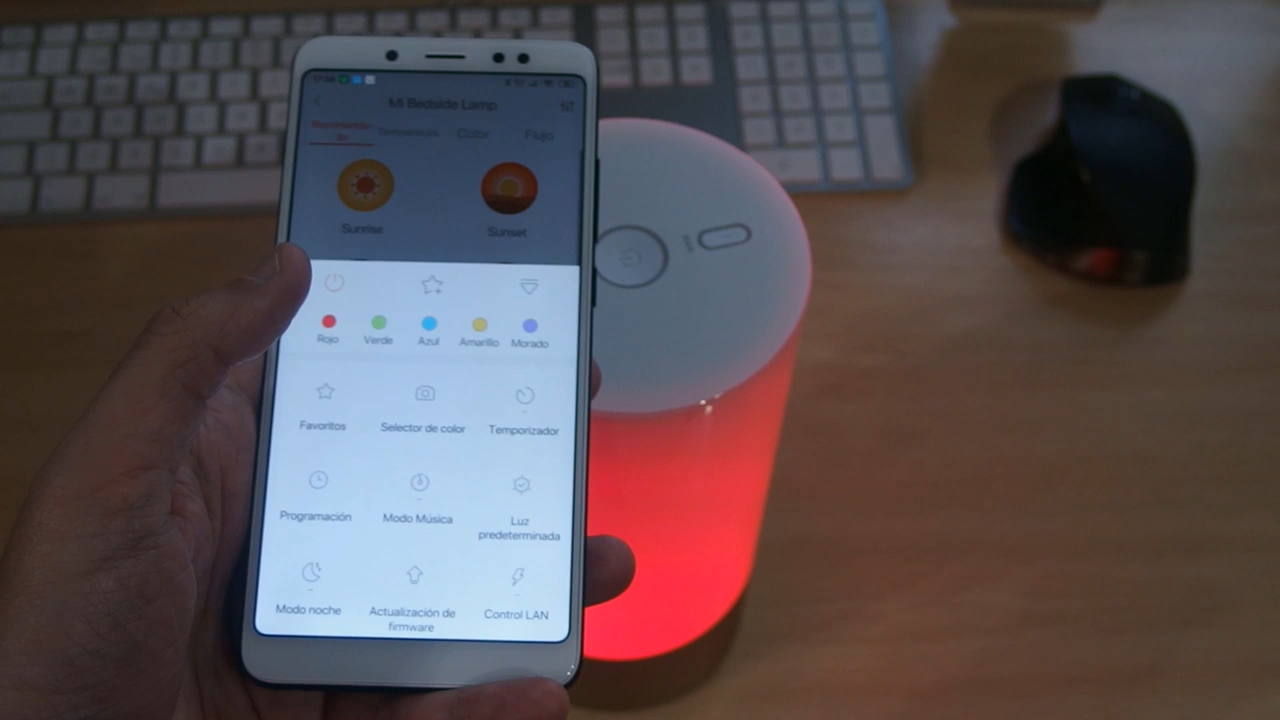 Mi Bedside Lamp
Color Flujo
Sunrise Sunset
Rojo Verde Azul Amarillo Morado
Favoritos Selector de color Temporizador
Programación Modo Música Luz
predeterminada
Modo noche Actualización de Control LAN
firmware